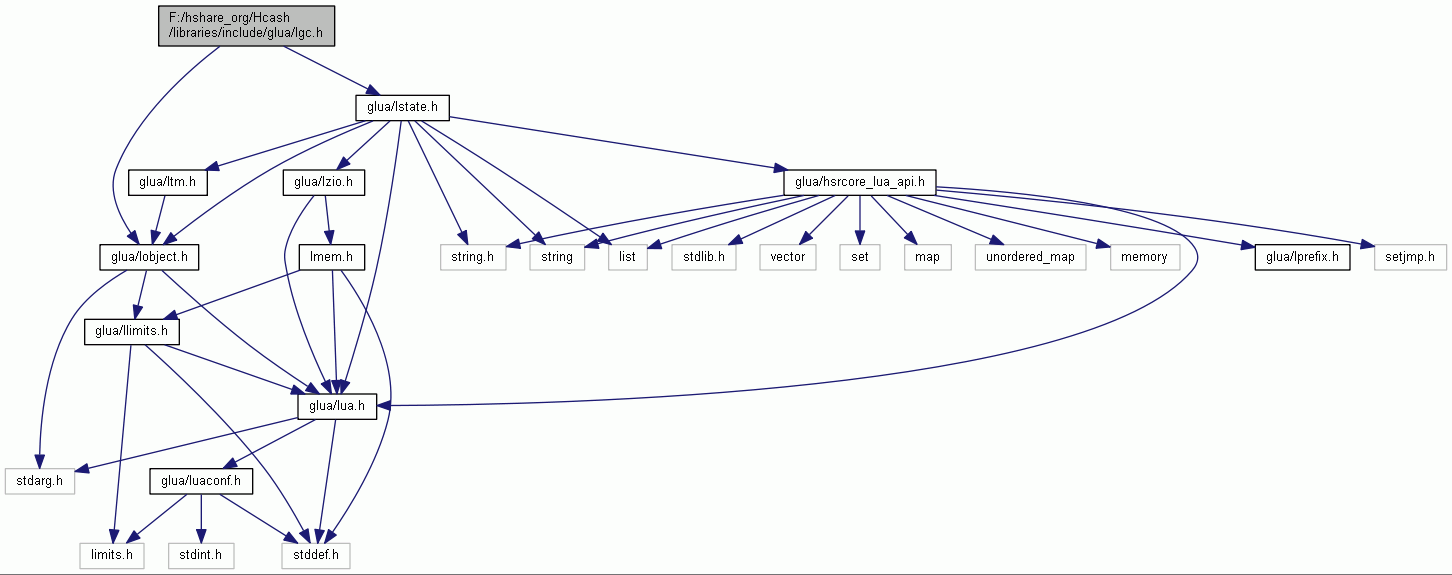 F:/hshare_org/Hcash
/libraries/include/glua/lgc.h
glua/lstate.h
glua/ltm.h
glua/lzio.h
glua/hsrcore_lua_api.h
glua/lobject.h
lmem.h
string.h
string
list
stdlib.h
vector
set
map
unordered_map
memory
glua/lprefix.h
setjmp.h
glua/llimits.h
glua/lua.h
stdarg.h
glua/luaconf.h
limits.h
stdint.h
stddef.h